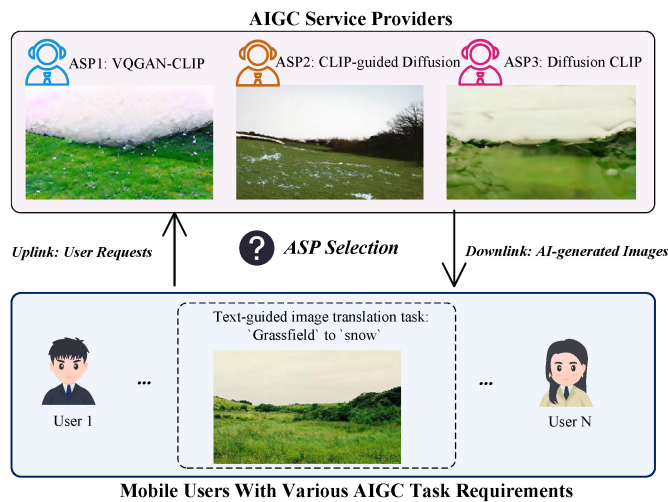 AIGC Service Providers
ASP1: VQGAN-CLIP
ASP2: CLIP-guided Diffusion
ASP3: Diffusion CLIP
Uplink: User Requests
?
ASP Selection
Downlink: AI-generated Images
Text-guided image translation task:
`Grassfield` to `snow`
...
...
User 1
User N
Mobile Users With Various AIGC Task Requirements